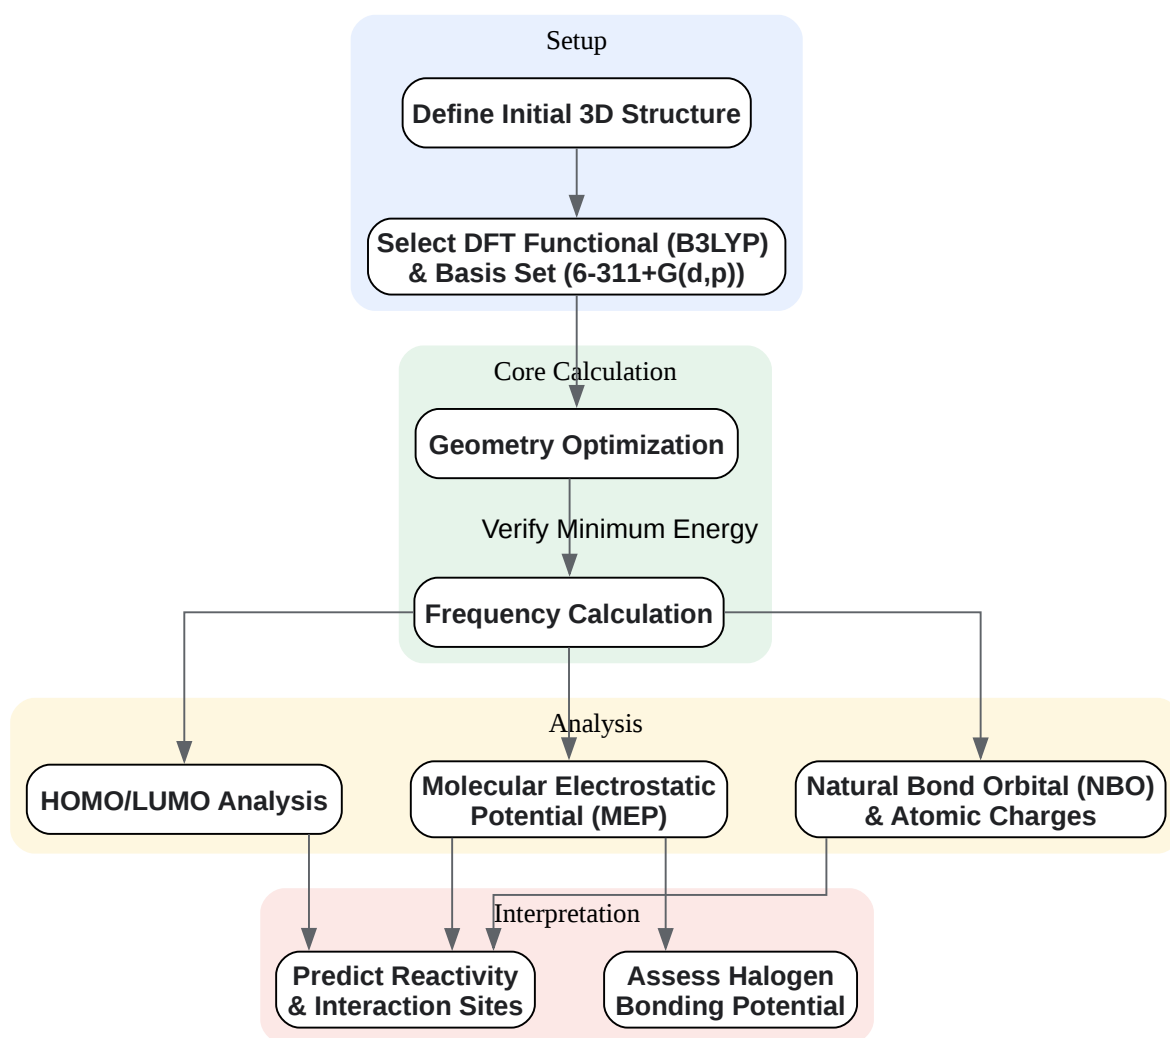 Setup
Define Initial 3D Structure
Select DFT Functional (B3LYP)
& Basis Set (6-311+G(d,p))
Core Calculation
Geometry Optimization
Verify Minimum Energy
Frequency Calculation
Analysis
HOMO/LUMO Analysis
Molecular Electrostatic
Potential (MEP)
Natural Bond Orbital (NBO)
& Atomic Charges
Interpretation
Predict Reactivity
& Interaction Sites
Assess Halogen
Bonding Potential